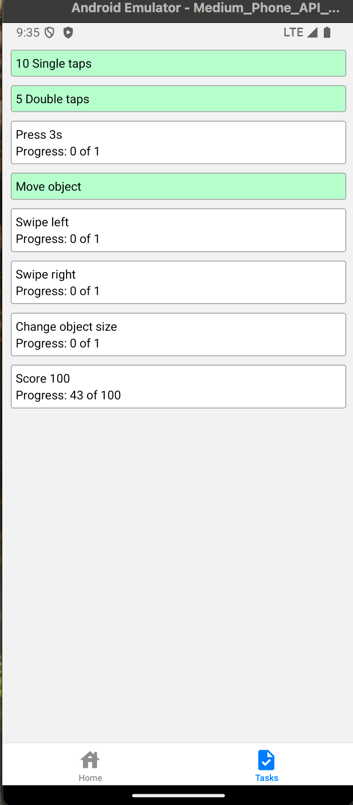 Android Emulator - Medium_Phone_API_...
9:35
LTE
10 Single taps
5 Double taps
Press 3s
Progress: 0 of 1
Move object
Swipe left
Progress: 0 of 1
Swipe right
Progress: 0 of 1
Change object size
Progress: 0 of 1
Score 100
Progress: 43 of 100
Home
Tasks